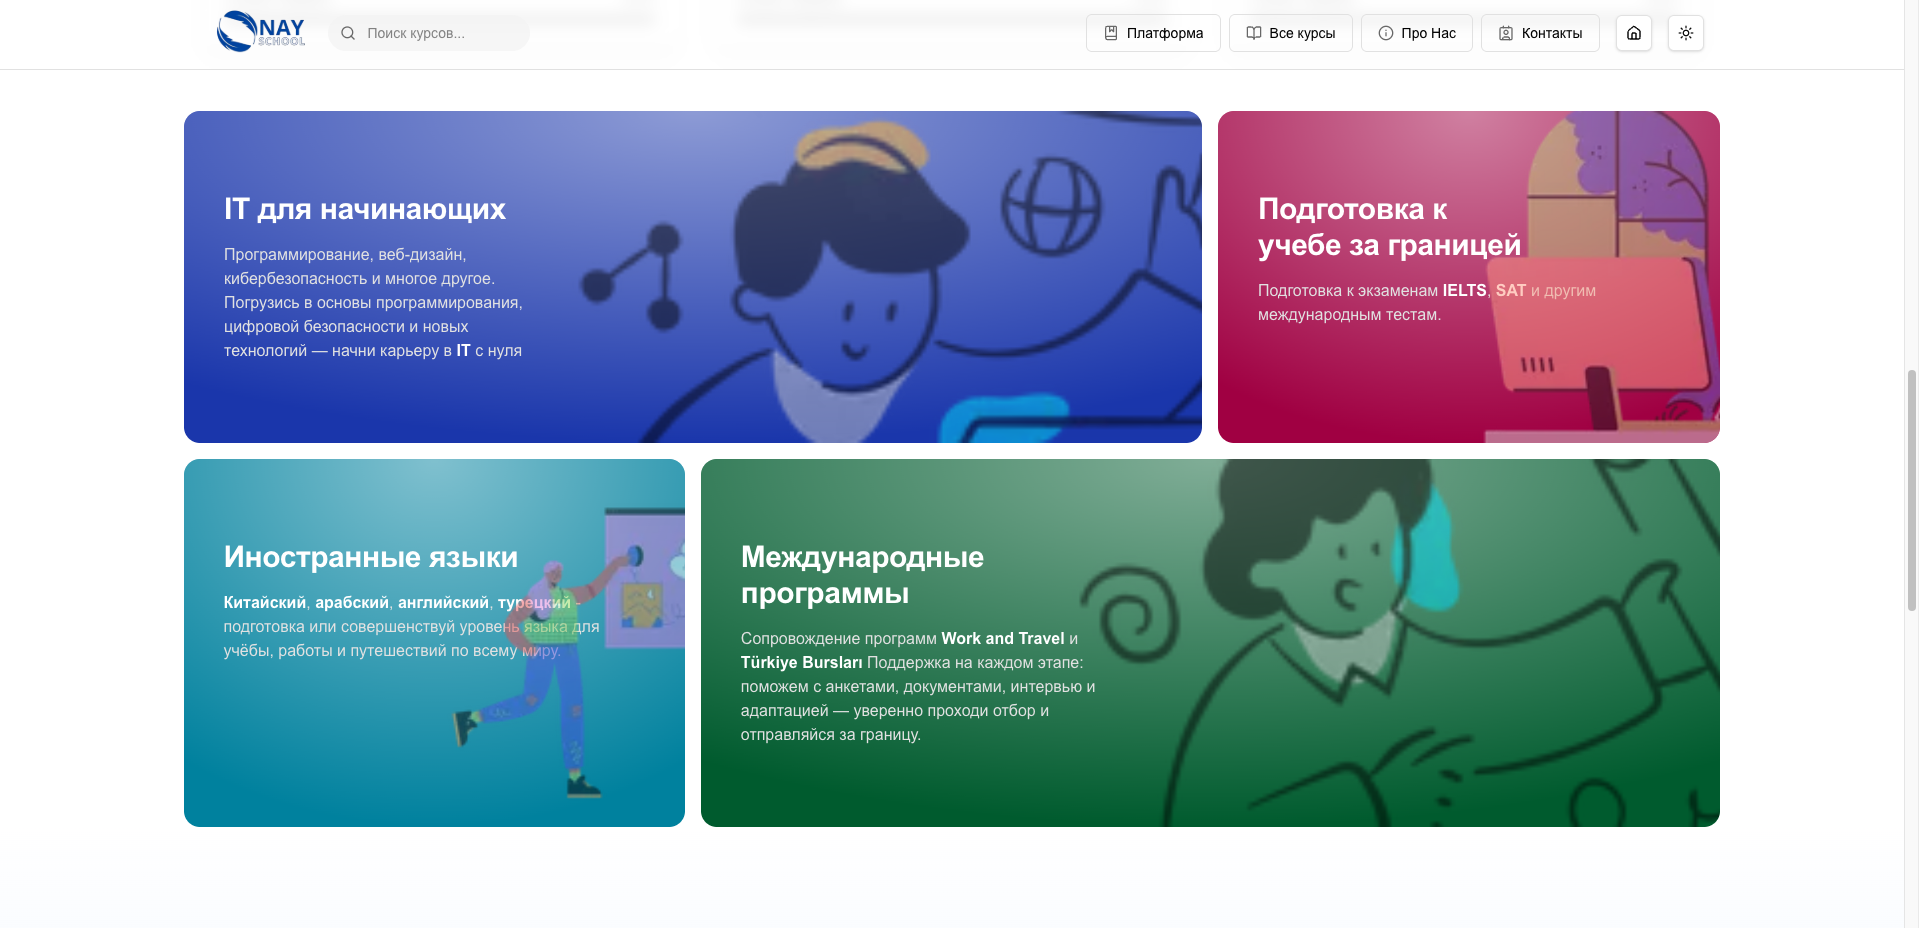 NAY
SCHOOL
Поиск курсов...
Платформа
Все курсы
Про Нас
Контакты
IT для начинающих
Программирование, веб-дизайн,
кибербезопасность и многое другое.
Погрузись в основы программирования,
цифровой безопасности и новых
технологий — начни карьеру в IT с нуля
Подготовка к
учебе за границей
Подготовка к экзаменам IELTS, SAT и другим
международным тестам.
Иностранные языки
Китайский, арабский, английский, турецкий -
подготовка или совершенствуй уровень языка для
учёбы, работы и путешествий по всему миру.
Международные
программы
Сопровождение программ Work and Travel и
Türkiye Bursları Поддержка на каждом этапе:
поможем с анкетами, документами, интервью и
адаптацией — уверенно проходи отбор и
отправляйся за границу.